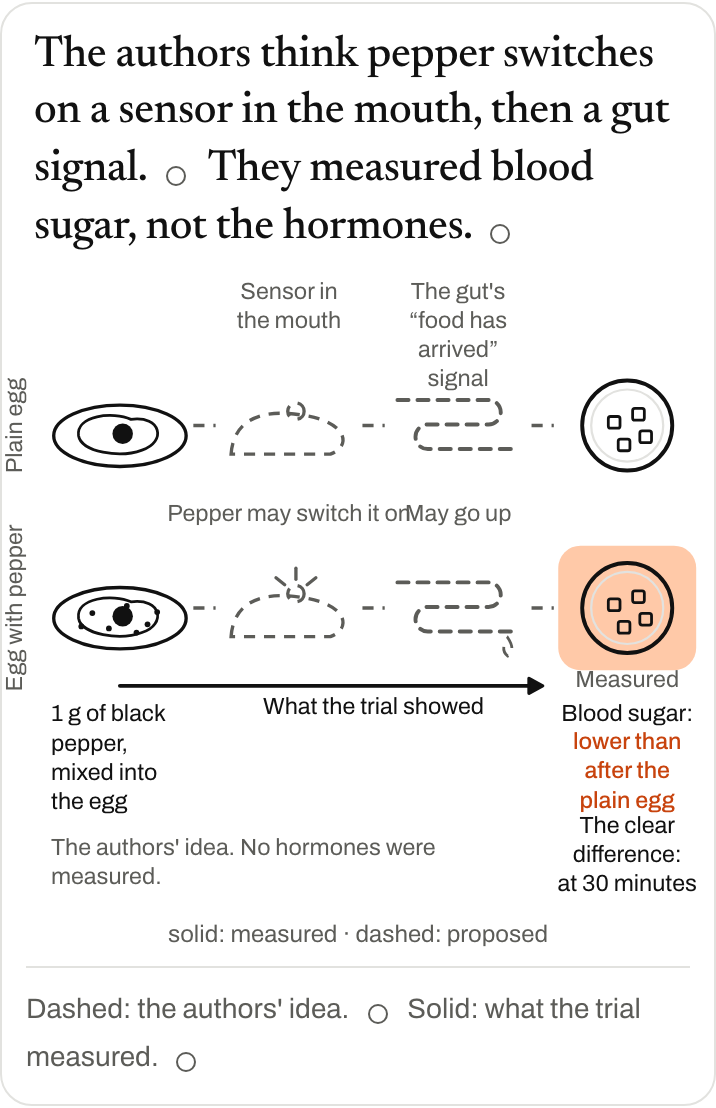 The authors think pepper switches
on a sensor in the mouth, then a gut
signal. They measured blood
sugar, not the hormones.
Sensor in
the mouth
The gut's
“food has
arrived”
signal
Plain egg
Pepper may switch it on
May go up
Egg with pepper
Measured
What the trial showed
1 g of black
pepper,
mixed into
the egg
Blood sugar:
lower than
after the
plain egg
The clear
difference:
at 30 minutes
The authors' idea. No hormones were
measured.
solid: measured · dashed: proposed
Dashed: the authors' idea. Solid: what the trial
measured.